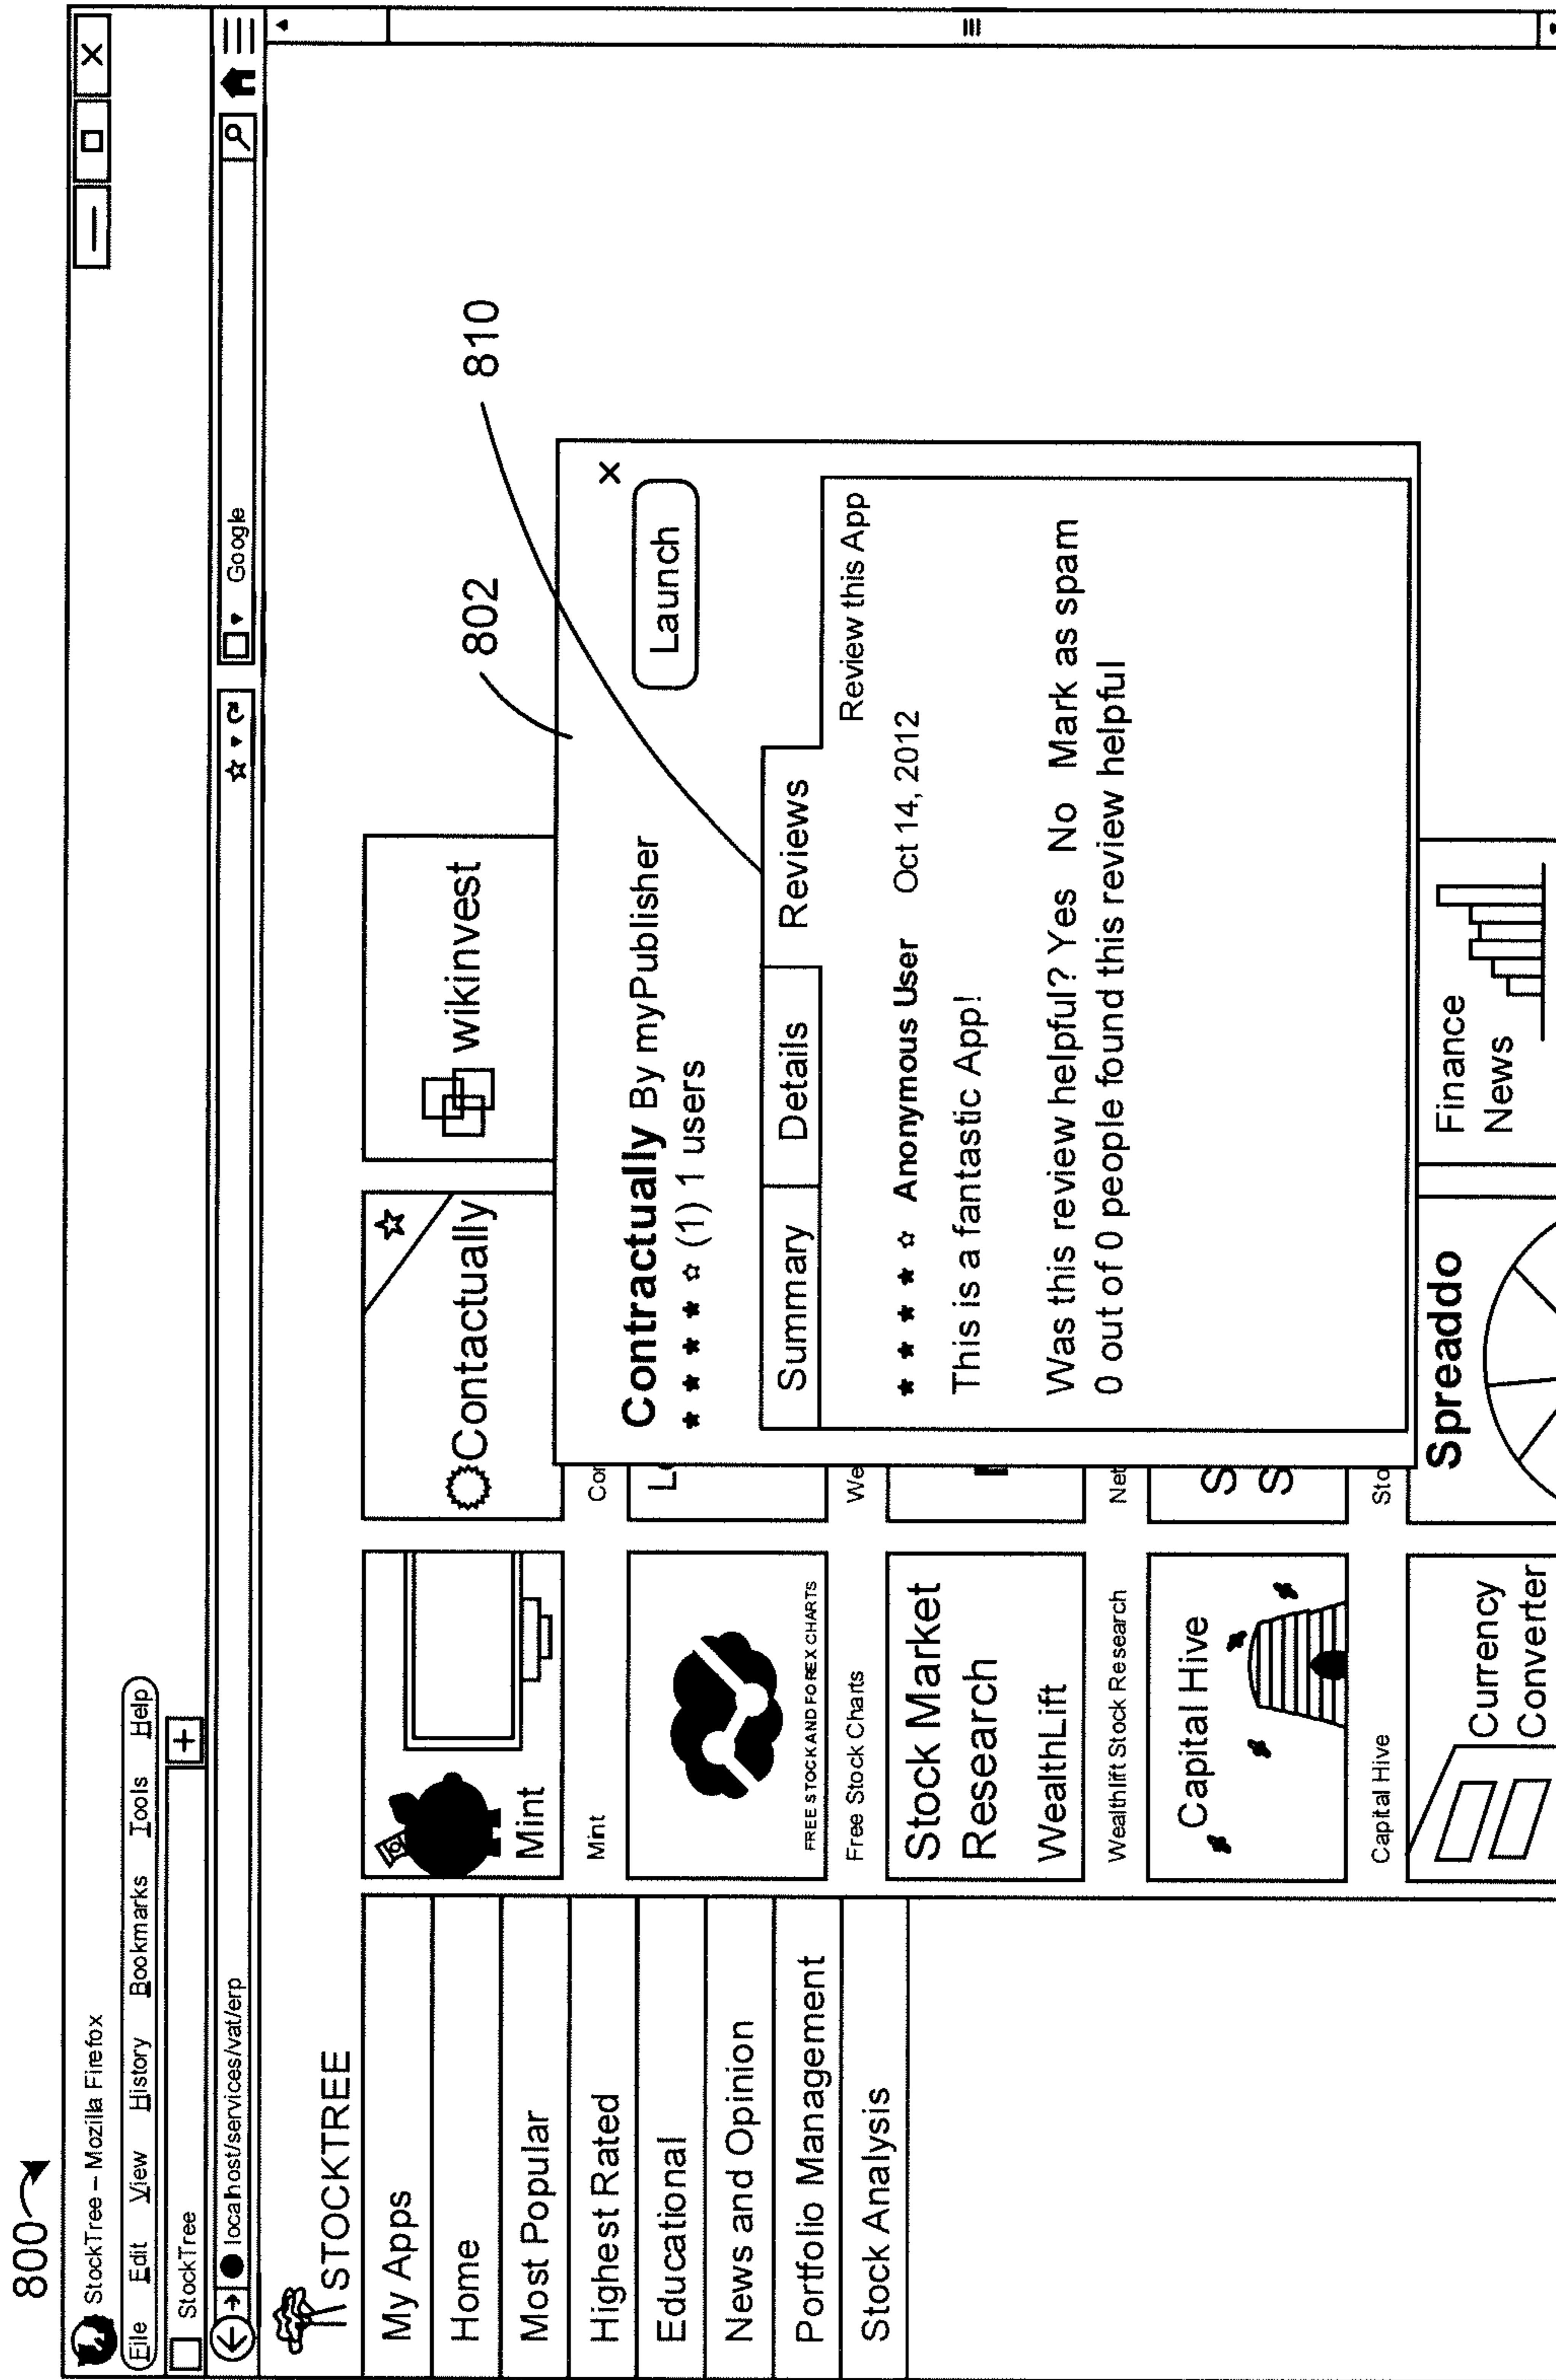 800
StockTree – Mozilla Firefox
File Edit View History Bookmarks Tools Help
StockTree
localhost/services/vat/erp
Google
STOCKTREE
My Apps
Home
Most Popular
Highest Rated
Educational
News and Opinion
Portfolio Management
Stock Analysis
Mint
Mint
FREE STOCK AND FOREX CHARTS
Free Stock Charts
Stock Market
Research
WealthLift
Wealthlift Stock Research
Capital Hive
Capital Hive
Currency
Converter
Contactually
Cor
We
Net
S
S
Sto
Spreaddo
wikinvest
Finance
News
802
810
Contractually By myPublisher
(1) 1 users
Launch
Summary Details Reviews
Review this App
Anonymous User Oct 14, 2012
This is a fantastic App!
Was this review helpful? Yes No Mark as spam
0 out of 0 people found this review helpful